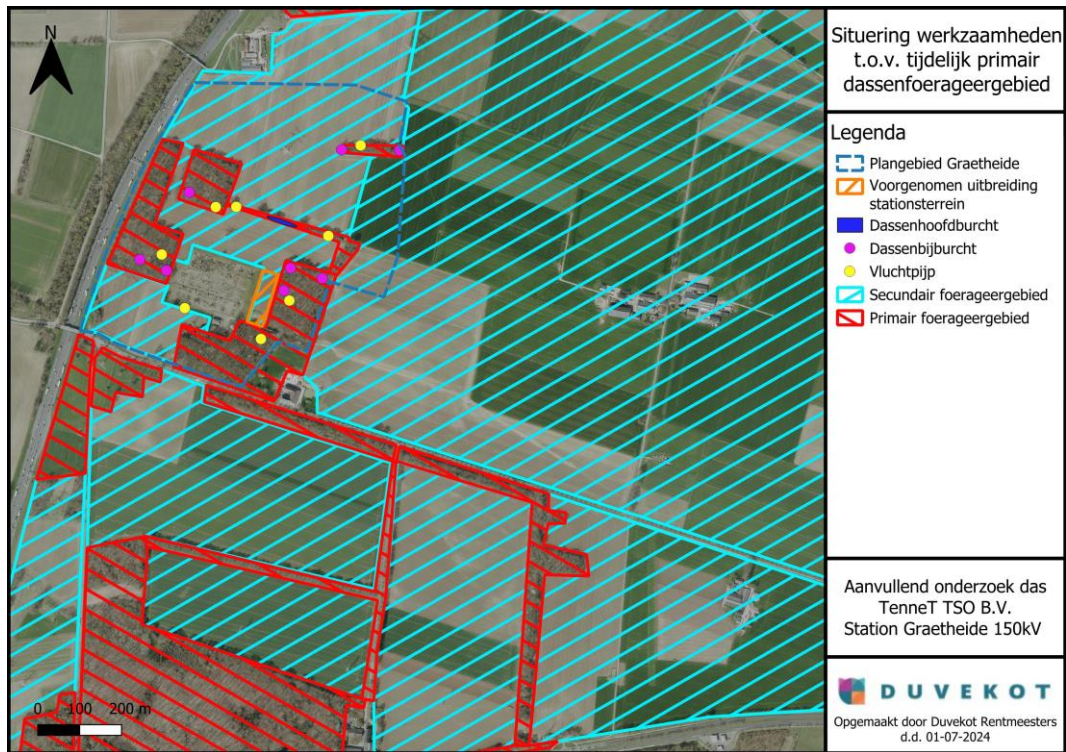 N
0 100 200 m
Situering werkzaamheden
t.o.v. tijdelijk primair
dassenfoerageergebied
Legenda
Plangebied Graetheide
Voorgenomen uitbreiding
stationsterrein
Dassenhoofdburcht
Dassenbijburcht
Vluchtpijp
Secundair foerageergebied
Primair foerageergebied
Aanvullend onderzoek das
TenneT TSO B.V.
Station Graetheide 150kV
DUVEKOT
Opgemaakt door Duvekot Rentmeesters
d.d. 01-07-2024